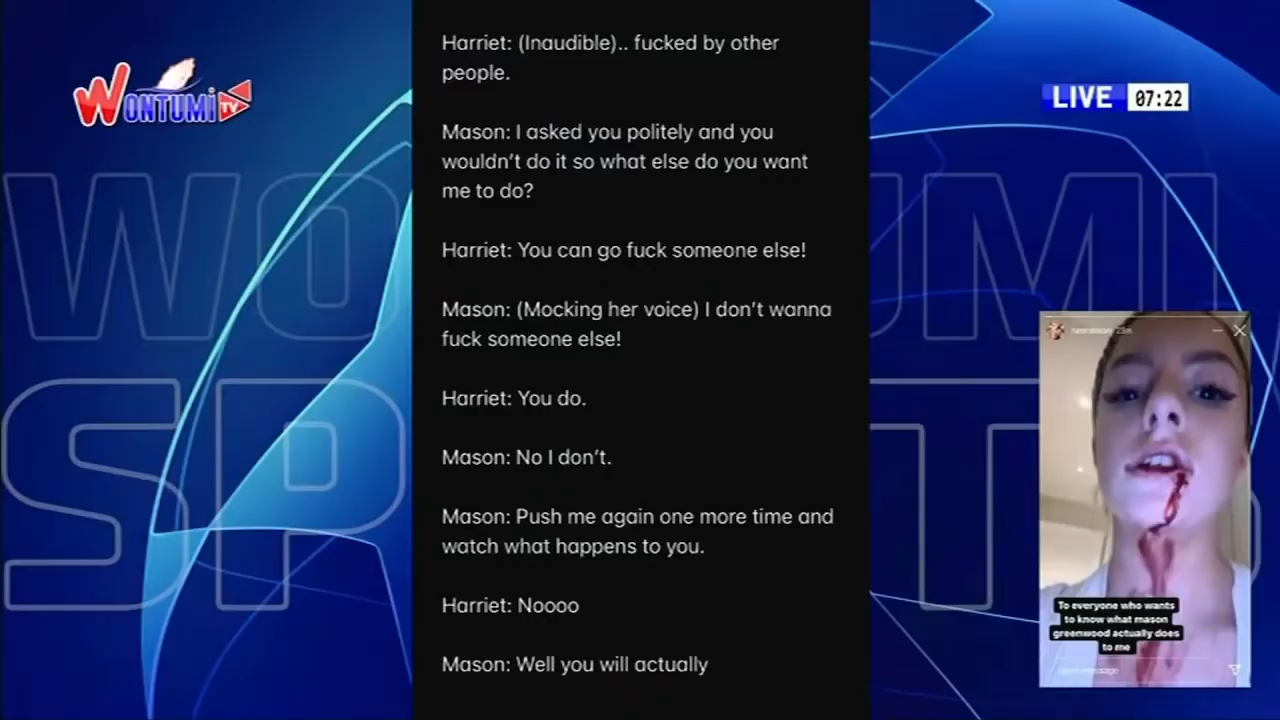 WONTUMI TV
LIVE 07:22
WONTUMI
SPORTS
Harriet: (Inaudible).. fucked by other
people.
Mason: I asked you politely and you
wouldn't do it so what else do you want
me to do?
Harriet: You can go fuck someone else!
Mason: (Mocking her voice) I don't wanna
fuck someone else!
Harriet: You do.
Mason: No I don't.
Mason: Push me again one more time and
watch what happens to you.
Harriet: Noooo
Mason: Well you will actually
To everyone who wants
to know what mason
greenwood actually does
to me